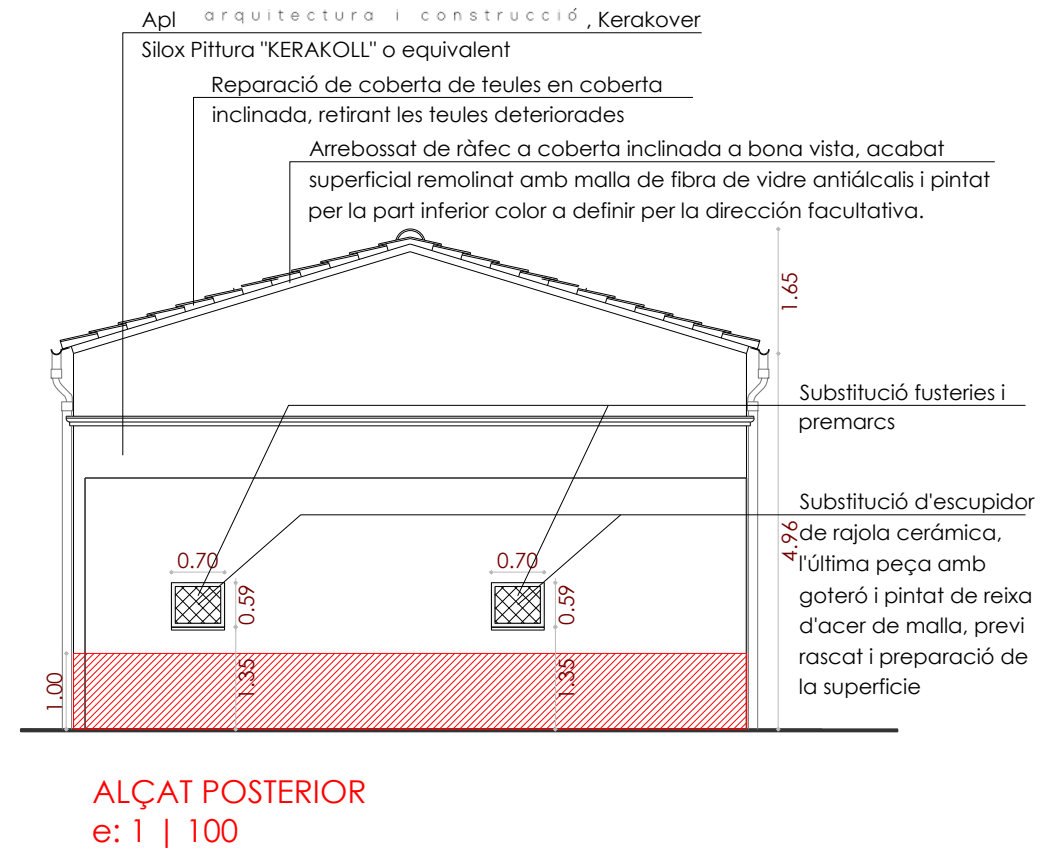 Apl arquitectura i construcció, Kerakover
Silox Pittura "KERAKOLL" o equivalent
Reparació de coberta de teules en coberta
inclinada, retirant les teules deteriorades
Arrebossat de ràfec a coberta inclinada a bona vista, acabat
superficial remolinat amb malla de fibra de vidre antiálcalis i pintat
per la part inferior color a definir per la dirección facultativa.
1.65
Substitució fusteries i
premarcs
Substitució d'escupidor
de rajola cerámica,
l'última peça amb
goteró i pintat de reixa
d'acer de malla, previ
rascat i preparació de
la superficie
4.96
0.70
0.70
0.59
0.59
1.35
1.35
1.00
ALÇAT POSTERIOR
e: 1 | 100